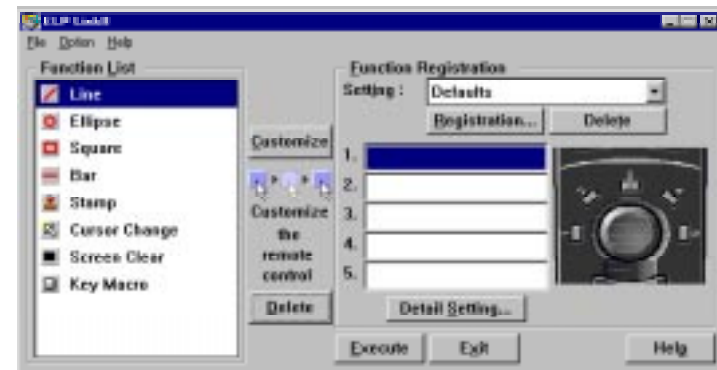 ELP Link II
File Option Help
Function List
Line
Ellipse
Square
Bar
Stamp
Cursor Change
Screen Clear
Key Macro
Customize
Customize
the
remote
control
Delete
Function Registration
Setting : Defaults
Registration... Delete
1.
2.
3.
4.
5.
Detail Setting...
Execute Exit Help